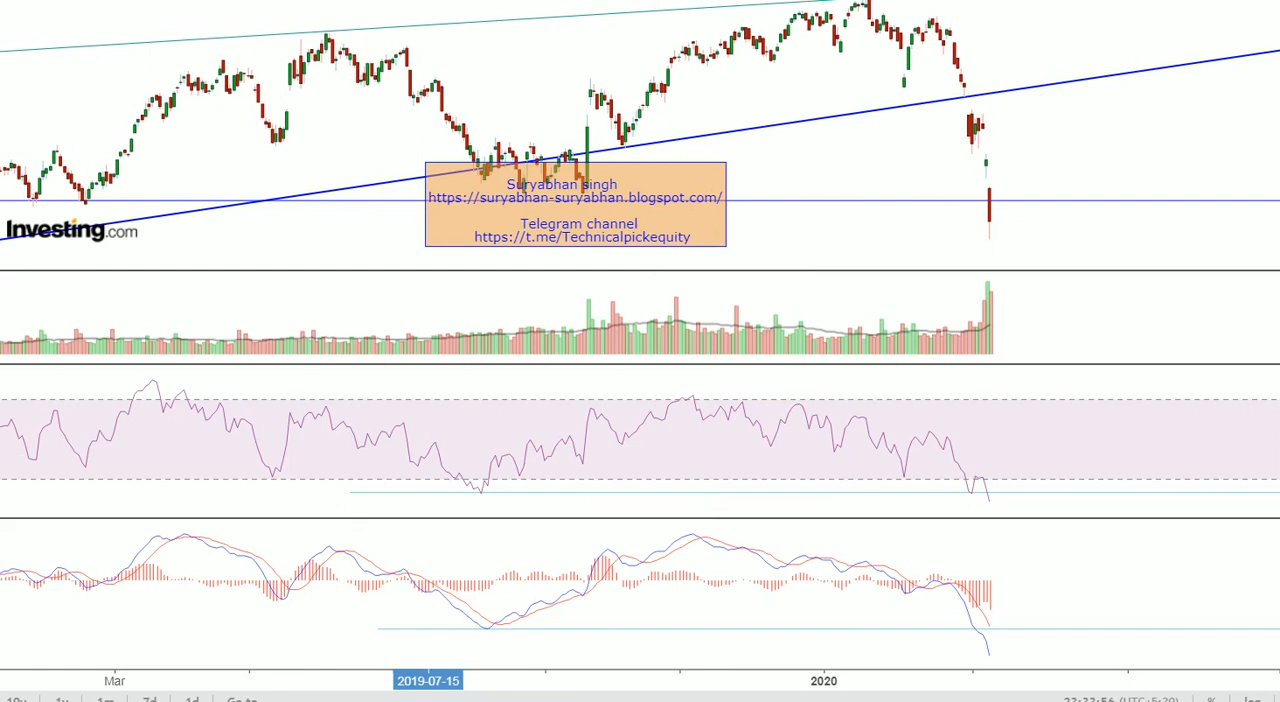 Suryabhan singh
https://suryabhan-suryabhan.blogspot.com/
Telegram channel
https://t.me/Technicalpickequity
Investing.com
Mar
2019-07-15
2020